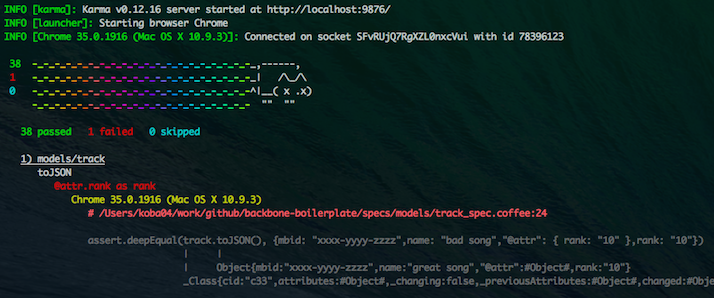 INFO [karma]: Karma v0.12.16 server started at http://localhost:9876/
INFO [launcher]: Starting browser Chrome
INFO [Chrome 35.0.1916 (Mac OS X 10.9.3)]: Connected on socket SFvRUjQ7RgXZL0nxcVui with id 78396123
38 -_-_-_-_-_-_-_-_-_-_-_-_-_-_-_-_-_-_-_,------,
1 -_-_-_-_-_-_-_-_-_-_-_-_-_-_-_-_-_-_-_| /\_/\
0 -_-_-_-_-_-_-_-_-_-_-_-_-_-_-_-_-_-_-^|__( x .x)
-_-_-_-_-_-_-_-_-_-_-_-_-_-_-_-_-_-_- "" ""
38 passed 1 failed 0 skipped
1) models/track
toJSON
@attr.rank as rank
Chrome 35.0.1916 (Mac OS X 10.9.3)
# /Users/koba04/work/github/backbone-boilerplate/specs/models/track_spec.coffee:24
assert.deepEqual(track.toJSON(), {mbid: "xxxx-yyyy-zzzz",name: "bad song","@attr": { rank: "10" },rank: "10"})
| |
| Object{mbid:"xxxx-yyyy-zzzz",name:"great song","@attr":#Object#,rank:"10"}
_Class{cid:"c33",attributes:#Object#,_changing:false,_previousAttributes:#Object#,changed:#Obje